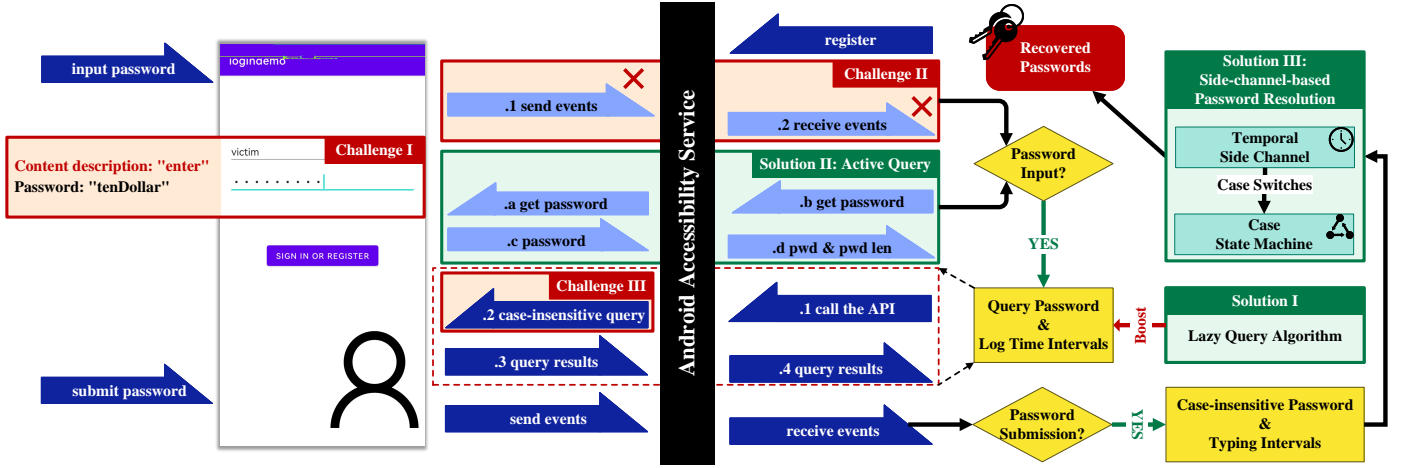 input password
logindemo
Content description: "enter"
Password: "tenDollar"
Challenge I
victim
SIGN IN OR REGISTER
submit password
.1 send events
.a get password
.c password
Challenge III
.2 case-insensitive query
.3 query results
send events
Android Accessibility Service
register
Challenge II
.2 receive events
Solution II: Active Query
.b get password
.d pwd & pwd len
.1 call the API
.4 query results
receive events
Recovered
Passwords
Password
Input?
YES
Query Password
&
Log Time Intervals
Boost
Password
Submission?
YES
Solution III:
Side-channel-based
Password Resolution
Temporal
Side Channel
Case Switches
Case
State Machine
Solution I
Lazy Query Algorithm
Case-insensitive Password
&
Typing Intervals